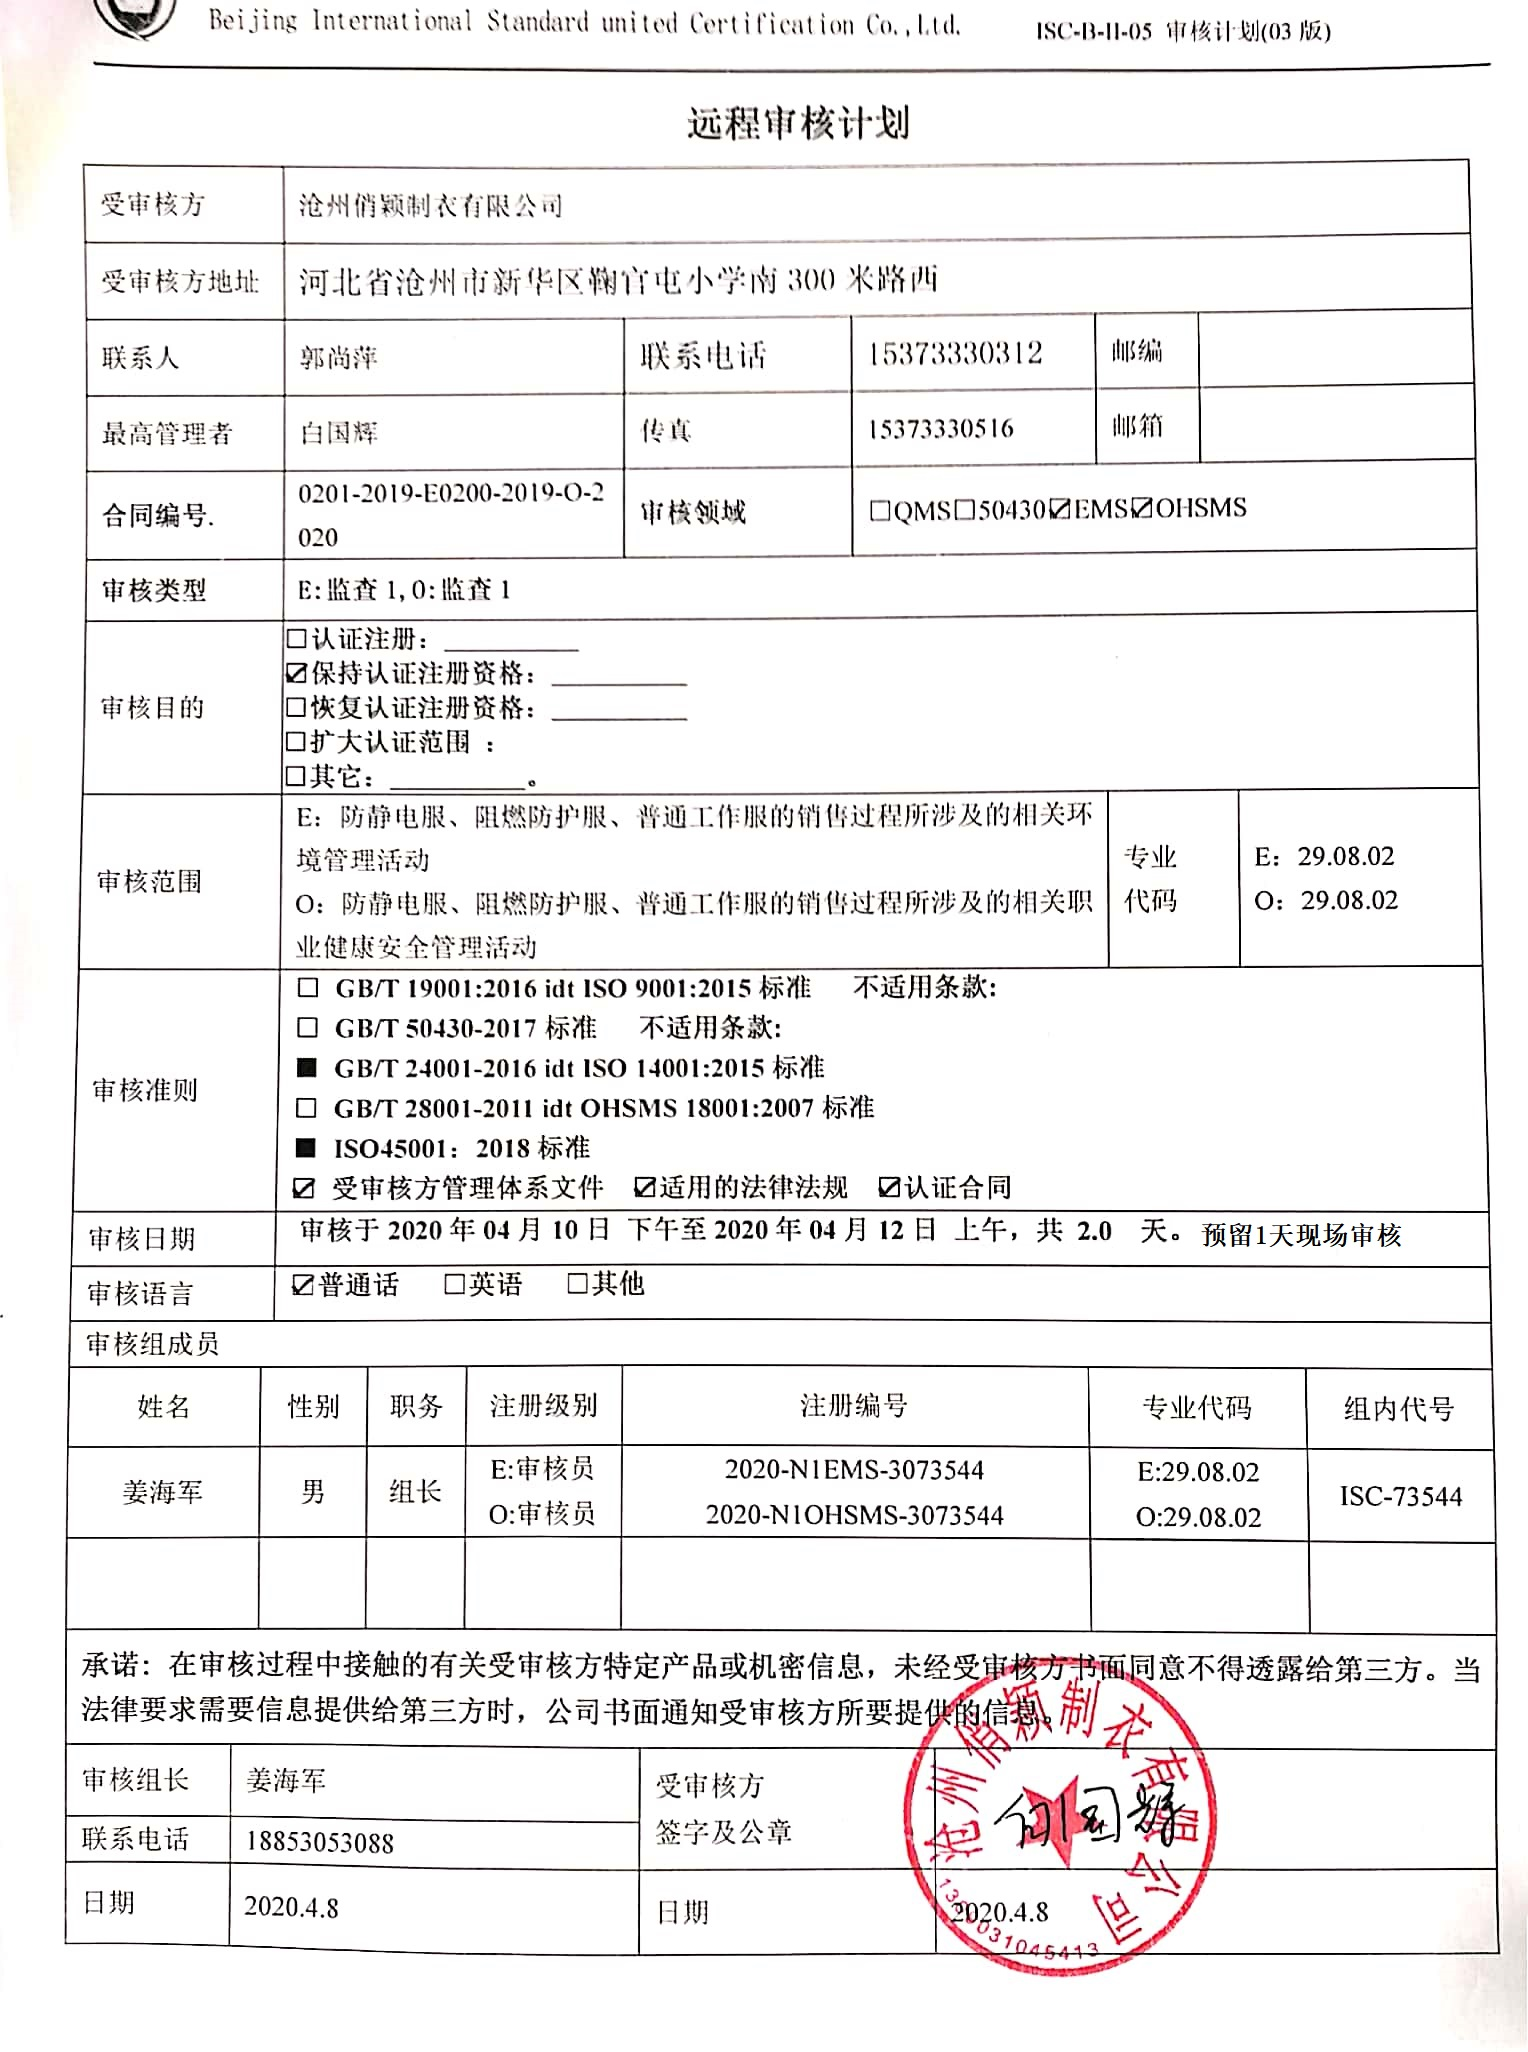 Beijing International Standard united Certification Co.,Ltd. ISC-B-II-05 审核计划(03 版)
远程审核计划
受审核方 沧州俏颖制衣有限公司
受审核方地址 河北省沧州市新华区鞠官屯小学南 300 米路西
联系人 郭尚萍 联系电话 15373330312 邮编
最高管理者 白国辉 传真 15373330516 邮箱
合同编号. 0201-2019-E0200-2019-O-2
020
审核领域 □QMS□50430☑EMS☑OHSMS
审核类型 E:监查 1,O:监查 1
审核目的
□认证注册：
☑保持认证注册资格：
□恢复认证注册资格：
□扩大认证范围 ：
□其它： 。
审核范围
E：防静电服、阻燃防护服、普通工作服的销售过程所涉及的相关环
境管理活动
O：防静电服、阻燃防护服、普通工作服的销售过程所涉及的相关职
业健康安全管理活动
专业
代码
E：29.08.02
O：29.08.02
审核准则
□ GB/T 19001:2016 idt ISO 9001:2015 标准 不适用条款:
□ GB/T 50430-2017 标准 不适用条款:
■ GB/T 24001-2016 idt ISO 14001:2015 标准
□ GB/T 28001-2011 idt OHSMS 18001:2007 标准
■ ISO45001：2018 标准
☑ 受审核方管理体系文件 ☑适用的法律法规 ☑认证合同
审核日期 审核于 2020 年 04 月 10 日 下午至 2020 年 04 月 12 日 上午，共 2.0 天。预留1天现场审核
审核语言 ☑普通话 □英语 □其他
审核组成员
姓名 性别 职务 注册级别 注册编号 专业代码 组内代号
姜海军 男 组长 E:审核员 2020-N1EMS-3073544 E:29.08.02 ISC-73544
O:审核员 2020-N1OHSMS-3073544 O:29.08.02
承诺：在审核过程中接触的有关受审核方特定产品或机密信息，未经受审核方书面同意不得透露给第三方。当
法律要求需要信息提供给第三方时，公司书面通知受审核方所要提供的信息。
审核组长 姜海军
受审核方
签字及公章
白国辉
联系电话 18853053088
日期 2020.4.8 日期 2020.4.8
沧州俏颖制衣有限公司